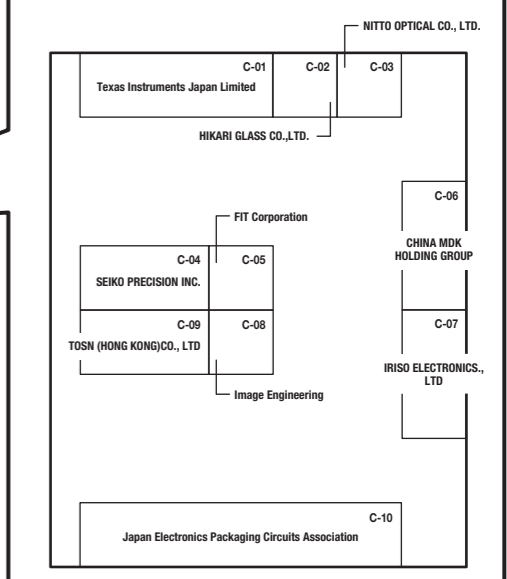 NITTO OPTICAL CO., LTD.
C-01
C-02
C-03
Texas Instruments Japan Limited
HIKARI GLASS CO.,LTD.
C-06
CHINA MDK
HOLDING GROUP
FIT Corporation
C-04
C-05
SEIKO PRECISION INC.
C-09
C-08
TOSN (HONG KONG)CO., LTD
C-07
IRISO ELECTRONICS.,
LTD
Image Engineering
C-10
Japan Electronics Packaging Circuits Association